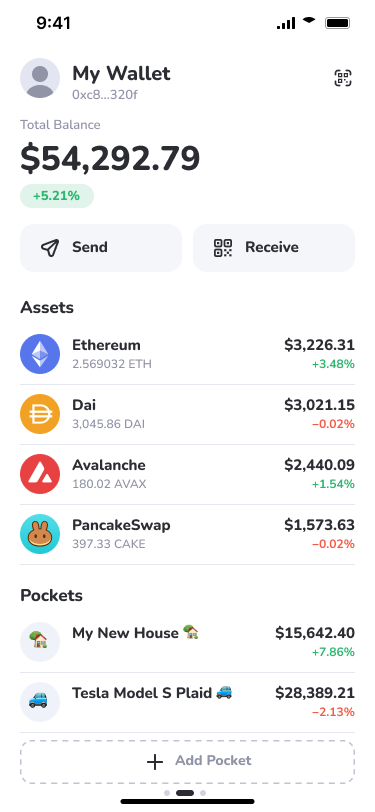 9:41
My Wallet
0xc8...320f
Total Balance
$54,292.79
+5.21%
Send
Receive
Assets
Ethereum
$3,226.31
2.569032 ETH
+3.48%
Dai
$3,021.15
3,045.86 DAI
−0.02%
Avalanche
$2,440.09
180.02 AVAX
+1.54%
PancakeSwap
$1,573.63
397.33 CAKE
−0.02%
Pockets
My New House 🏡
$15,642.40
+7.86%
Tesla Model S Plaid 🚙
$28,389.21
−2.13%
Add Pocket